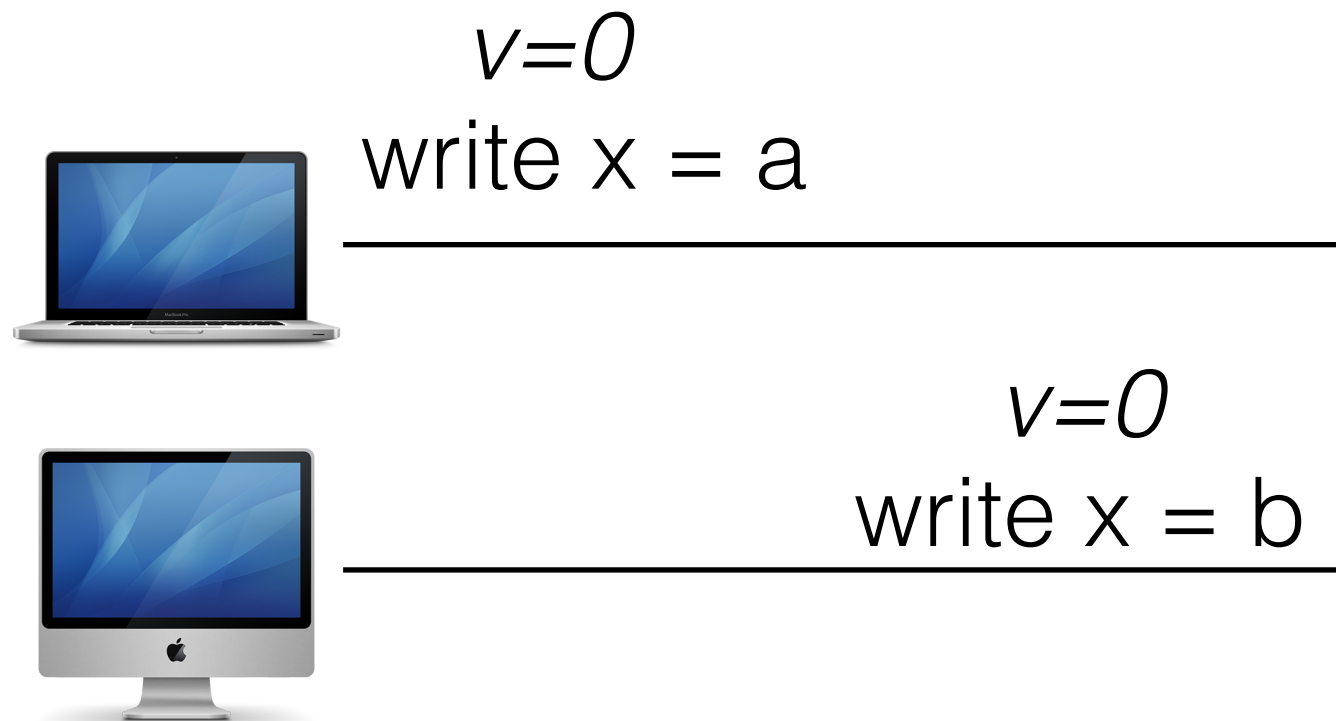 v=0
write x = a
v=0
write x = b